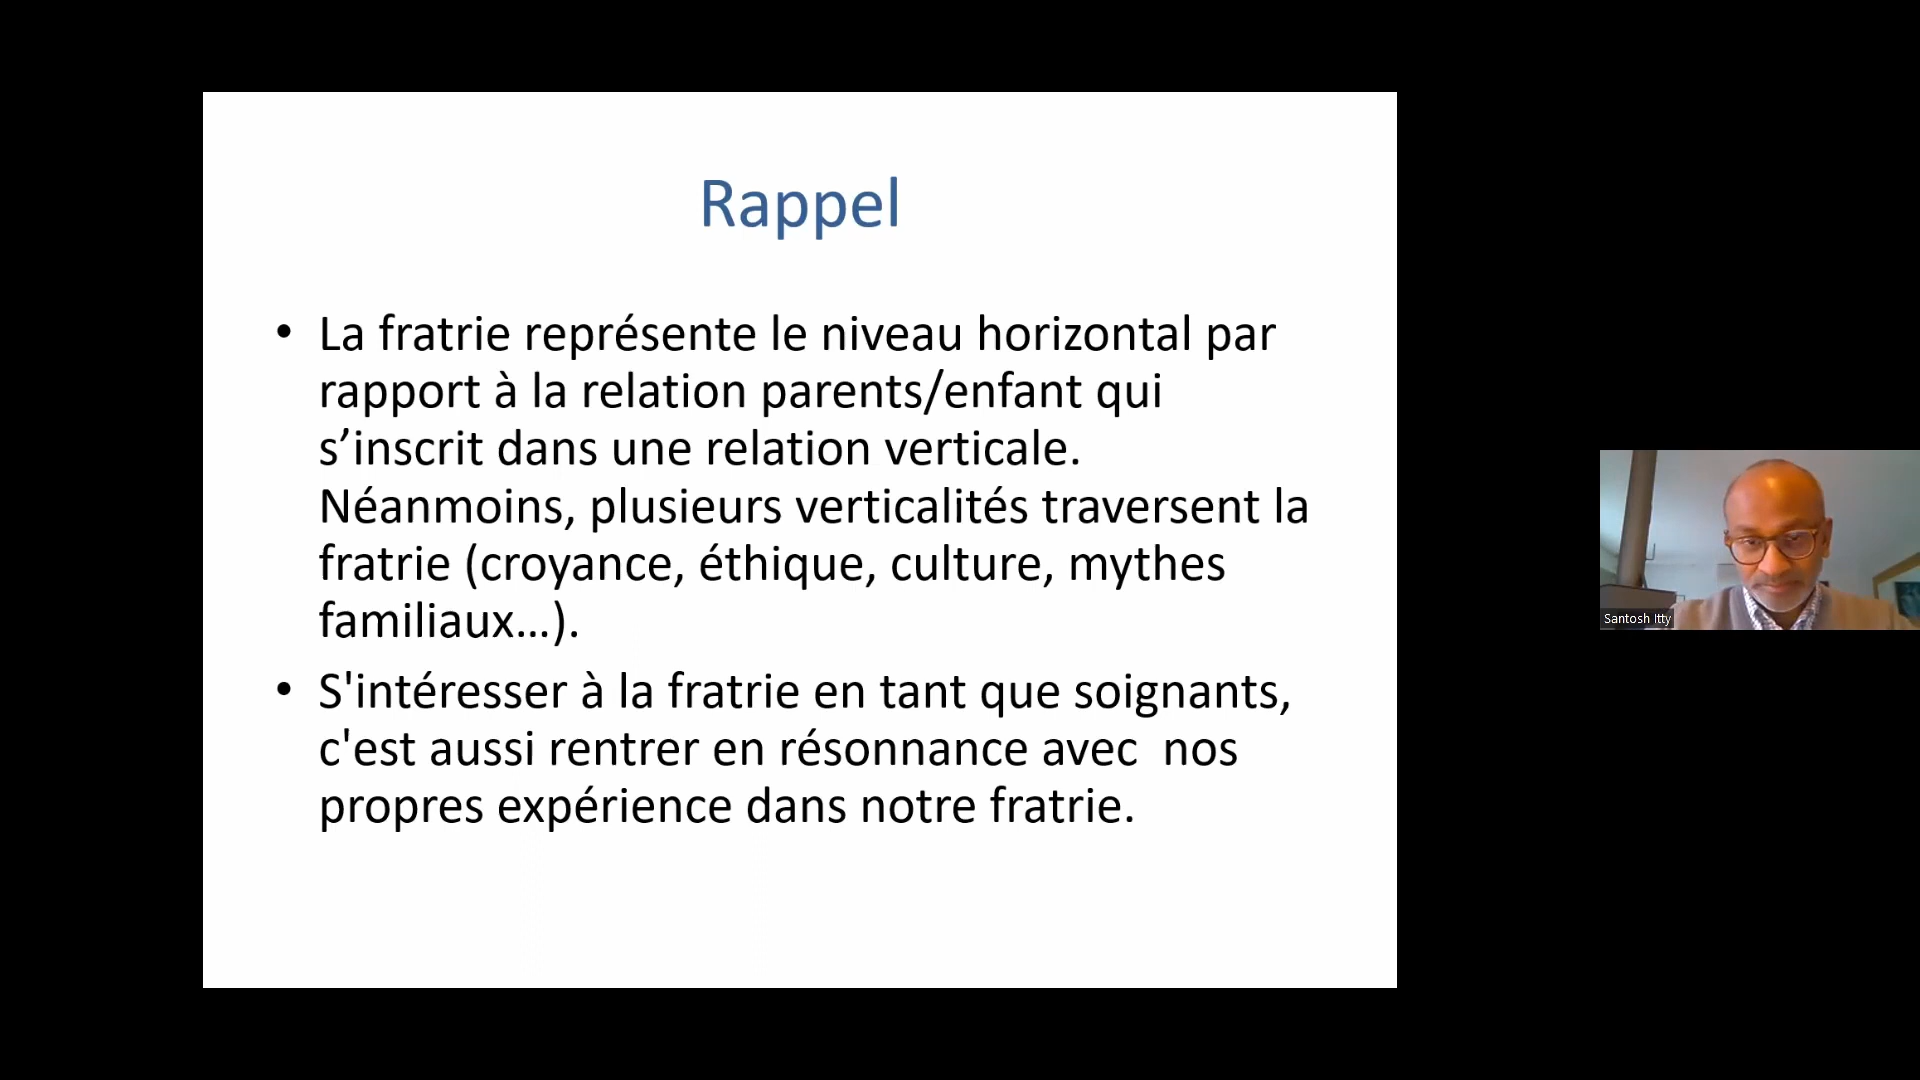 Rappel
• La fratrie représente le niveau horizontal par
rapport à la relation parents/enfant qui
s’inscrit dans une relation verticale.
Néanmoins, plusieurs verticalités traversent la
fratrie (croyance, éthique, culture, mythes
familiaux…).
• S'intéresser à la fratrie en tant que soignants,
c'est aussi rentrer en résonnance avec  nos
propres expérience dans notre fratrie.
Santosh Itty